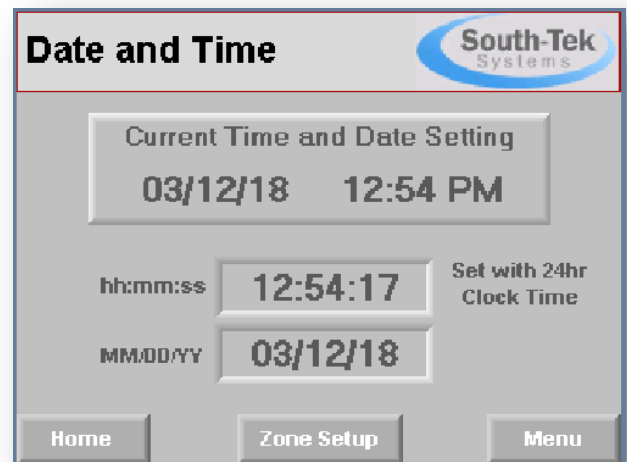 Date and Time
South-Tek
Systems
Current Time and Date Setting
03/12/18 12:54 PM
hh:mm:ss 12:54:17 Set with 24hr
Clock Time
MM/DD/YY 03/12/18
Home Zone Setup Menu